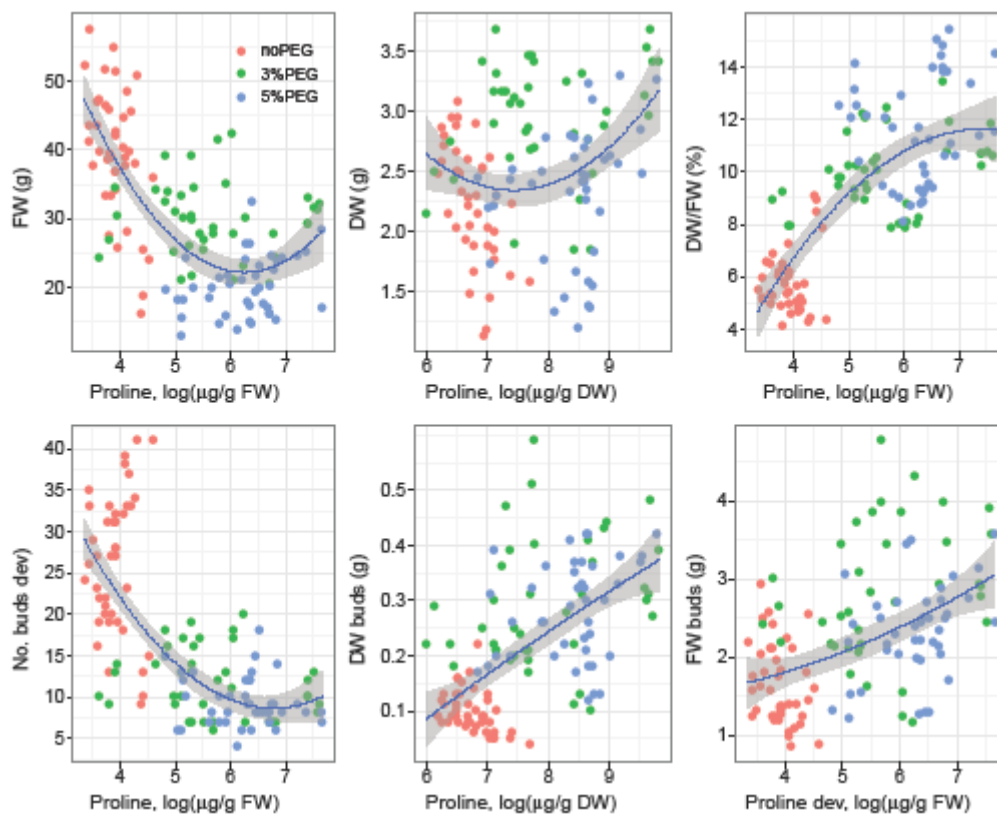 noPEG
3%PEG
5%PEG
FW (g)
50
40
30
20
4 5 6 7
Proline, log(µg/g FW)
DW (g)
3.5
3.0
2.5
2.0
1.5
6 7 8 9
Proline, log(µg/g DW)
DW/FW (%)
14
12
10
8
6
4
4 5 6 7
Proline, log(µg/g FW)
No. buds dev)
40
35
30
25
20
15
10
5
4 5 6 7
Proline, log(µg/g FW)
DW buds (g)
0.5
0.4
0.3
0.2
0.1
6 7 8 9
Proline, log(µg/g DW)
FW buds (g)
4
3
2
1
4 5 6 7
Proline dev, log(µg/g FW)